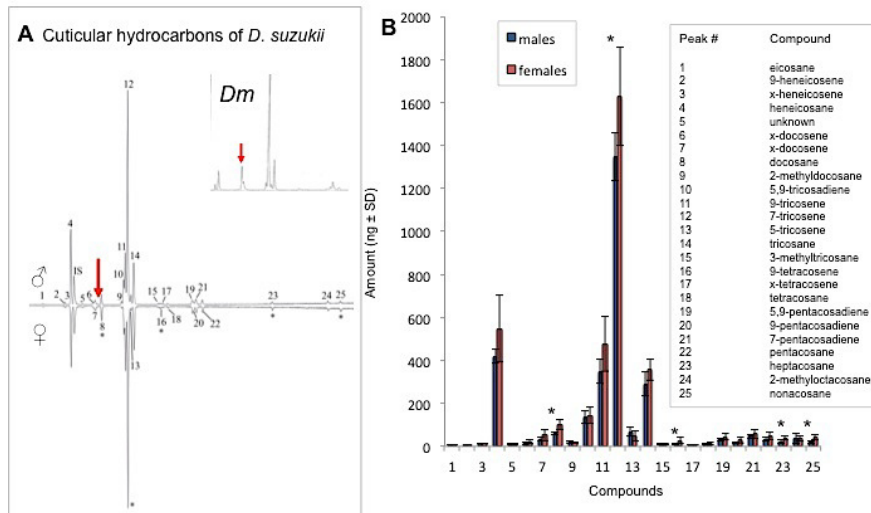 A Cuticular hydrocarbons of D. suzukii
12
Dm
4
11
14
1S
10
♂
1
2
3
5
6
9
15
17
19
21
23
24
25
♀
7
8
*
16
*
18
20
22
*
*
13
*
B
2000
1800
1600
1400
1200
1000
800
600
400
200
0
Amount (ng ± SD)
males
females
*
*
*
*
*
1 3 5 7 9 11 13 15 17 19 21 23 25
Compounds
Peak # Compound
1 eicosane
2 9-heneicosene
3 x-heneicosene
4 heneicosane
5 unknown
6 x-docosene
7 x-docosene
8 docosane
9 2-methyldocosane
10 5,9-tricosadiene
11 9-tricosene
12 7-tricosene
13 5-tricosene
14 tricosane
15 3-methyltricosane
16 9-tetracosene
17 x-tetracosene
18 tetracosane
19 5,9-pentacosadiene
20 9-pentacosadiene
21 7-pentacosadiene
22 pentacosane
23 heptacosane
24 2-methyloctacosane
25 nonacosane